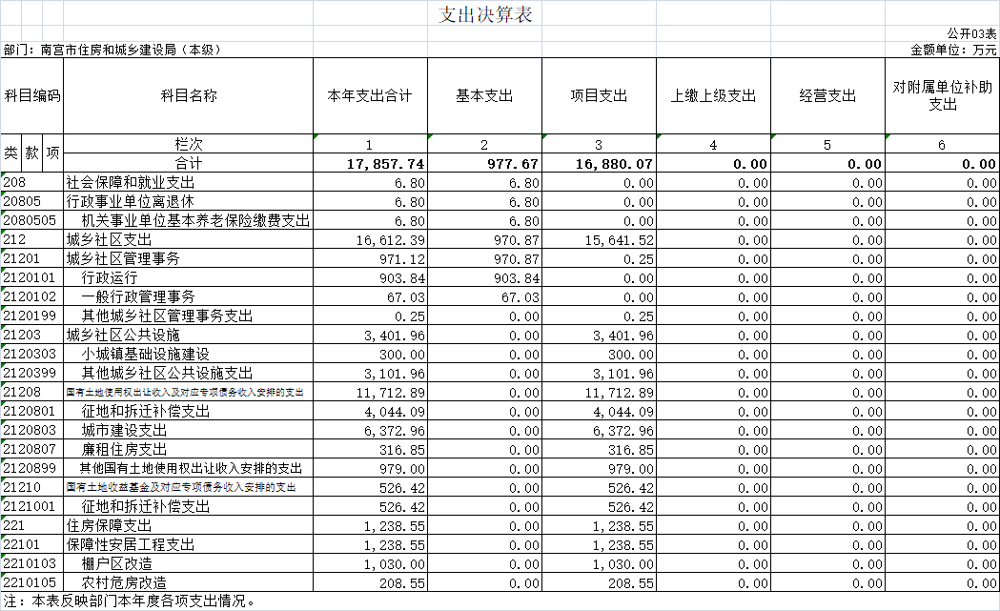 支出决算表
公开03表
部门：南宫市住房和城乡建设局（本级） 金额单位：万元
科目编码 科目名称 本年支出合计 基本支出 项目支出 上缴上级支出 经营支出 对附属单位补助支出
类 款 项 栏次 1 2 3 4 5 6
合计 17,857.74 977.67 16,880.07 0.00 0.00 0.00
208 社会保障和就业支出 6.80 6.80 0.00 0.00 0.00 0.00
20805 行政事业单位离退休 6.80 6.80 0.00 0.00 0.00 0.00
2080505 机关事业单位基本养老保险缴费支出 6.80 6.80 0.00 0.00 0.00 0.00
212 城乡社区支出 16,612.39 970.87 15,641.52 0.00 0.00 0.00
21201 城乡社区管理事务 971.12 970.87 0.25 0.00 0.00 0.00
2120101 行政运行 903.84 903.84 0.00 0.00 0.00 0.00
2120102 一般行政管理事务 67.03 67.03 0.00 0.00 0.00 0.00
2120199 其他城乡社区管理事务支出 0.25 0.00 0.25 0.00 0.00 0.00
21203 城乡社区公共设施 3,401.96 0.00 3,401.96 0.00 0.00 0.00
2120303 小城镇基础设施建设 300.00 0.00 300.00 0.00 0.00 0.00
2120399 其他城乡社区公共设施支出 3,101.96 0.00 3,101.96 0.00 0.00 0.00
21208 国有土地使用权出让收入及对应专项债务收入安排的支出 11,712.89 0.00 11,712.89 0.00 0.00 0.00
2120801 征地和拆迁补偿支出 4,044.09 0.00 4,044.09 0.00 0.00 0.00
2120803 城市建设支出 6,372.96 0.00 6,372.96 0.00 0.00 0.00
2120807 廉租住房支出 316.85 0.00 316.85 0.00 0.00 0.00
2120899 其他国有土地使用权出让收入安排的支出 979.00 0.00 979.00 0.00 0.00 0.00
21210 国有土地收益基金及对应专项债务收入安排的支出 526.42 0.00 526.42 0.00 0.00 0.00
2121001 征地和拆迁补偿支出 526.42 0.00 526.42 0.00 0.00 0.00
221 住房保障支出 1,238.55 0.00 1,238.55 0.00 0.00 0.00
22101 保障性安居工程支出 1,238.55 0.00 1,238.55 0.00 0.00 0.00
2210103 棚户区改造 1,030.00 0.00 1,030.00 0.00 0.00 0.00
2210105 农村危房改造 208.55 0.00 208.55 0.00 0.00 0.00
注：本表反映部门本年度各项支出情况。